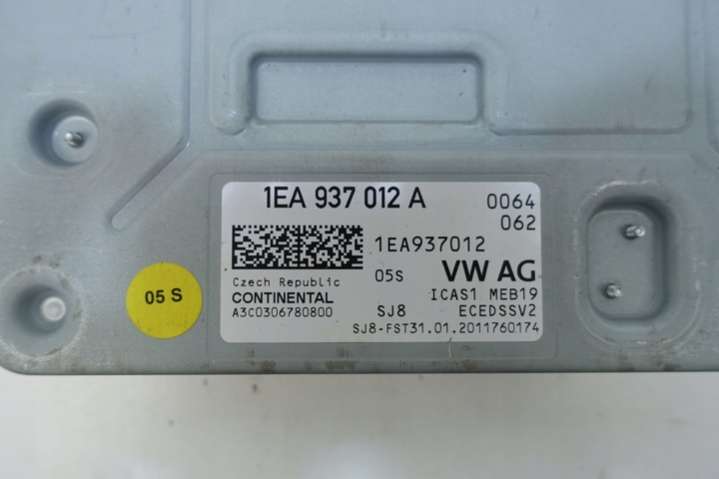 1EA 937 012 A
0064
062
1EA937012
05S
VW AG
Czech Republic
CONTINENTAL
A3C0306780800
ICAS1 MEB19
SJ8
ECEDSSV2
SJ8-FST31.01.2011760174
05 S